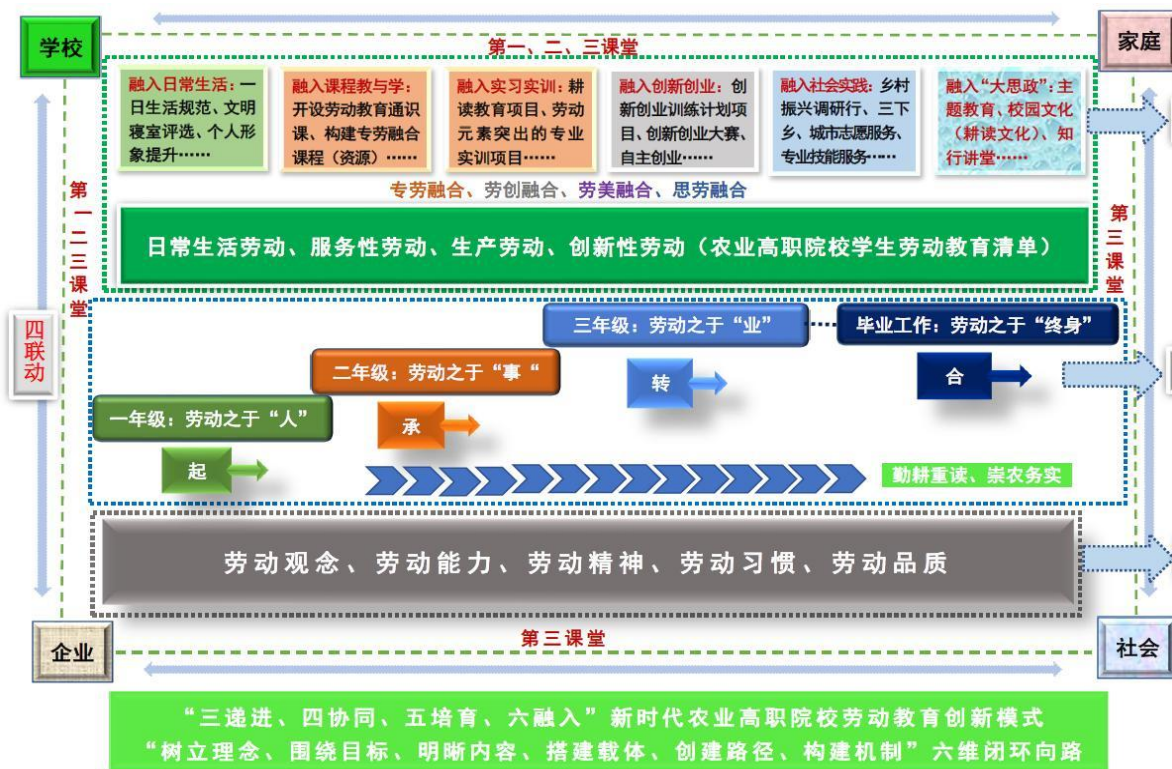 学校
家庭
第一、二、三课堂
融入日常生活：一
日生活规范、文明
寝室评选、个人形
象提升……
融入课程教与学：
开设劳动教育通识
课、构建专劳融合
课程（资源）……
融入实习实训：耕
读教育项目、劳动
元素突出的专业
实训项目……
融入创新创业：创
新创业训练计划项
目、创新创业大赛、
自主创业……
融入社会实践：乡村
振兴调研行、三下
乡、城市志愿服务、
专业技能服务……
融入“大思政”：主
题教育、校园文化
（耕读文化）、知
行讲堂……
专劳融合、劳创融合、劳美融合、思劳融合
日常生活劳动、服务性劳动、生产劳动、创新性劳动（农业高职院校学生劳动教育清单）
第一二三课堂
第三课堂
四联动
三年级：劳动之于“业”
毕业工作：劳动之于“终身”
二年级：劳动之于“事“
转
合
一年级：劳动之于“人”
承
起
勤耕重读、崇农务实
劳动观念、劳动能力、劳动精神、劳动习惯、劳动品质
第三课堂
企业
社会
“三递进、四协同、五培育、六融入”新时代农业高职院校劳动教育创新模式
“树立理念、围绕目标、明晰内容、搭建载体、创建路径、构建机制”六维闭环向路